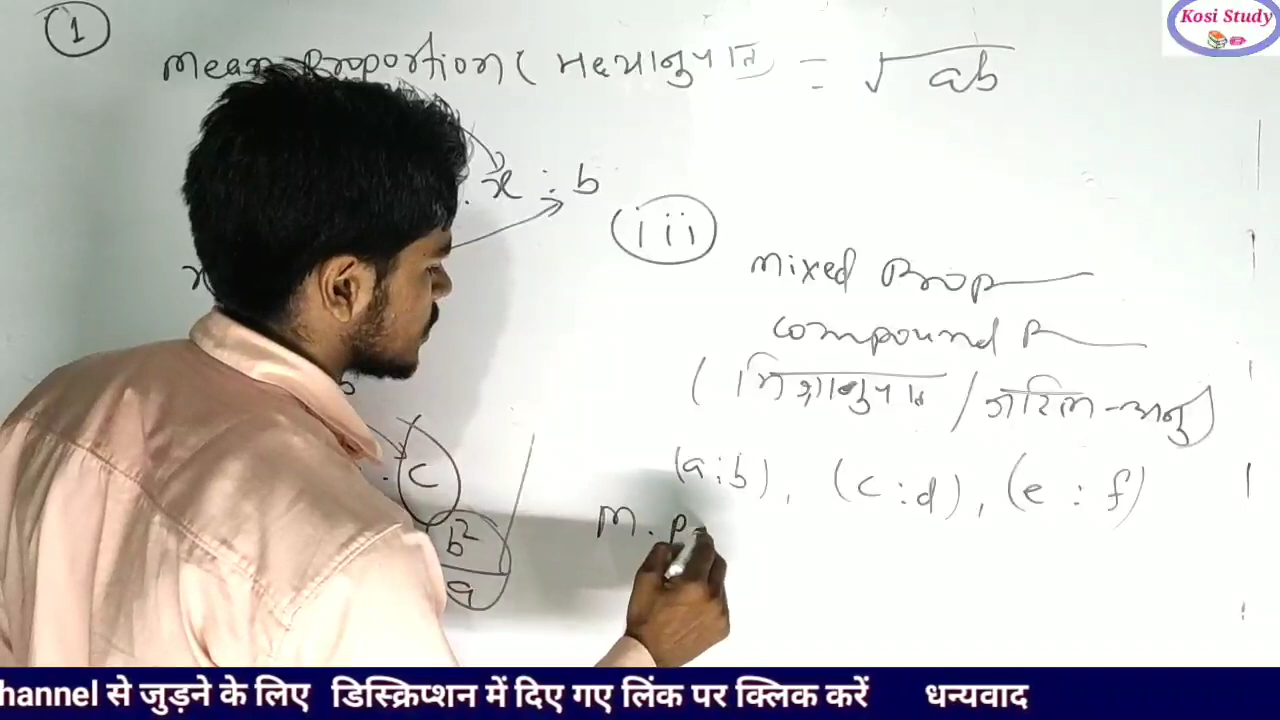 1
Mean Proportion ( मध्यानुपात ) = √ab
x : b
iii
Mixed Prop
Compound P
( मिश्रानुपात / जटिल-अनु )
(a : b), (c : d), (e : f)
M. P
c
b²
a
Kosi Study
hannel से जुड़ने के लिए डिस्क्रिप्शन में दिए गए लिंक पर क्लिक करें धन्यवाद